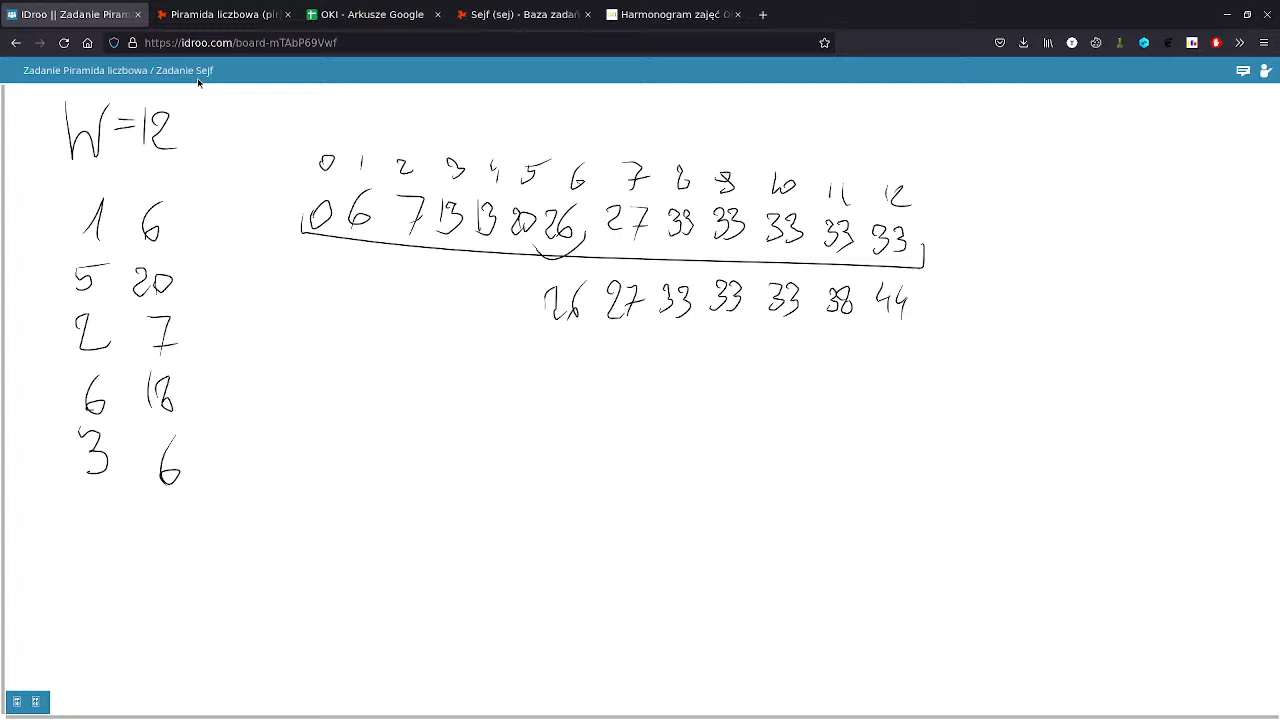 IDroo || Zadanie Piram
Piramida liczbowa (pir
OKI - Arkusze Google
Sejf (sej) - Baza zadań
Harmonogram zajęć O
https://idroo.com/board-mTAbP69Vwf
Zadanie Piramida liczbowa / Zadanie Sejf
W=12
0 1 2 3 4 5 6 7 8 9 10 11 12
0 6 7 13 13 20 26 27 33 33 33 33 33
26 27 33 33 33 38 44
1 6
5 20
2 7
6 18
3 6